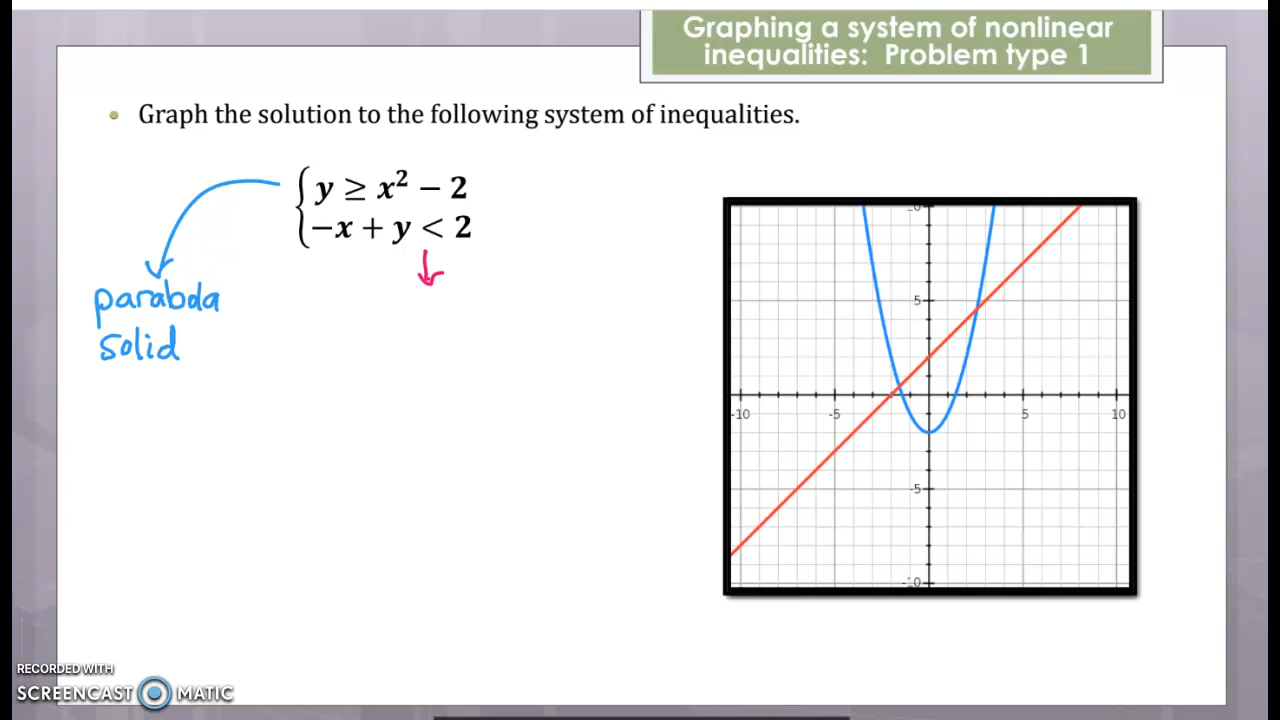 Graphing a system of nonlinear
inequalities: Problem type 1
• Graph the solution to the following system of inequalities.
y ≥ x² − 2
−x + y < 2
parabola
solid
5
-10
-5
5
10
-5
-10
RECORDED WITH
SCREENCAST MATIC